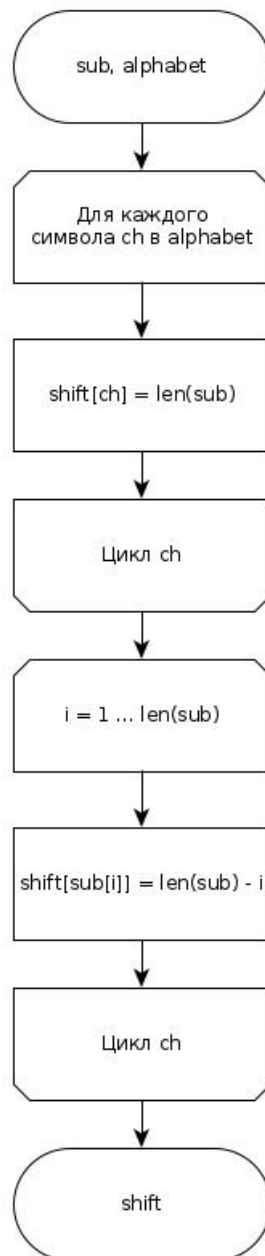 sub, alphabet
Для каждого
символа ch в alphabet
shift[ch] = len(sub)
Цикл ch
i = 1 ... len(sub)
shift[sub[i]] = len(sub) - i
Цикл ch
shift